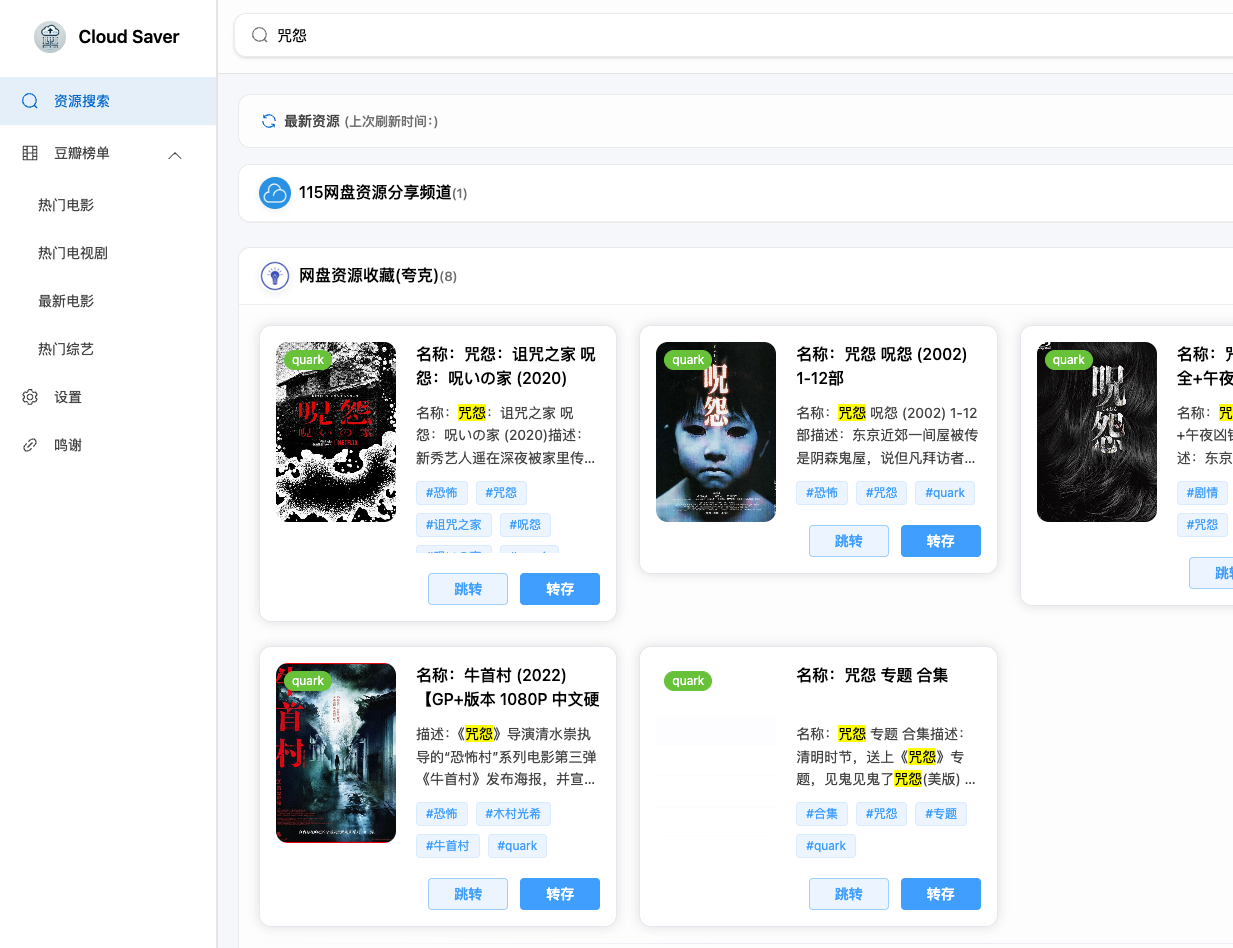 Cloud Saver
咒怨
资源搜索
豆瓣榜单
热门电影
热门电视剧
最新电影
热门综艺
设置
鸣谢
最新资源 (上次刷新时间:)
115网盘资源分享频道(1)
网盘资源收藏(夸克)(8)
quark
呪怨
呪いの家
NETFLIX
名称：咒怨：诅咒之家 呪
怨：呪いの家 (2020)
名称：咒怨：诅咒之家 呪
怨：呪いの家 (2020)描述：
新秀艺人遥在深夜被家里传...
#恐怖 #咒怨
#诅咒之家 #呪怨
跳转 转存
quark
呪怨
名称：咒怨 呪怨 (2002)
1-12部
名称：咒怨 呪怨 (2002) 1-12
部描述：东京近郊一间屋被传
是阴森鬼屋，说但凡拜访者...
#恐怖 #咒怨 #quark
跳转 转存
quark
呪怨
名称：
全+午夜
名称：
+午夜凶
述：东京
#剧情
#咒怨
quark
牛首村
名称：牛首村 (2022)
【GP+版本 1080P 中文硬
描述：《咒怨》导演清水崇执
导的“恐怖村”系列电影第三弹
《牛首村》发布海报，并宣...
#恐怖 #木村光希
#牛首村 #quark
跳转 转存
quark
名称：咒怨 专题 合集
名称：咒怨 专题 合集描述：
清明时节，送上《咒怨》专
题，见鬼见鬼了咒怨(美版) ...
#合集 #咒怨 #专题
#quark
跳转 转存